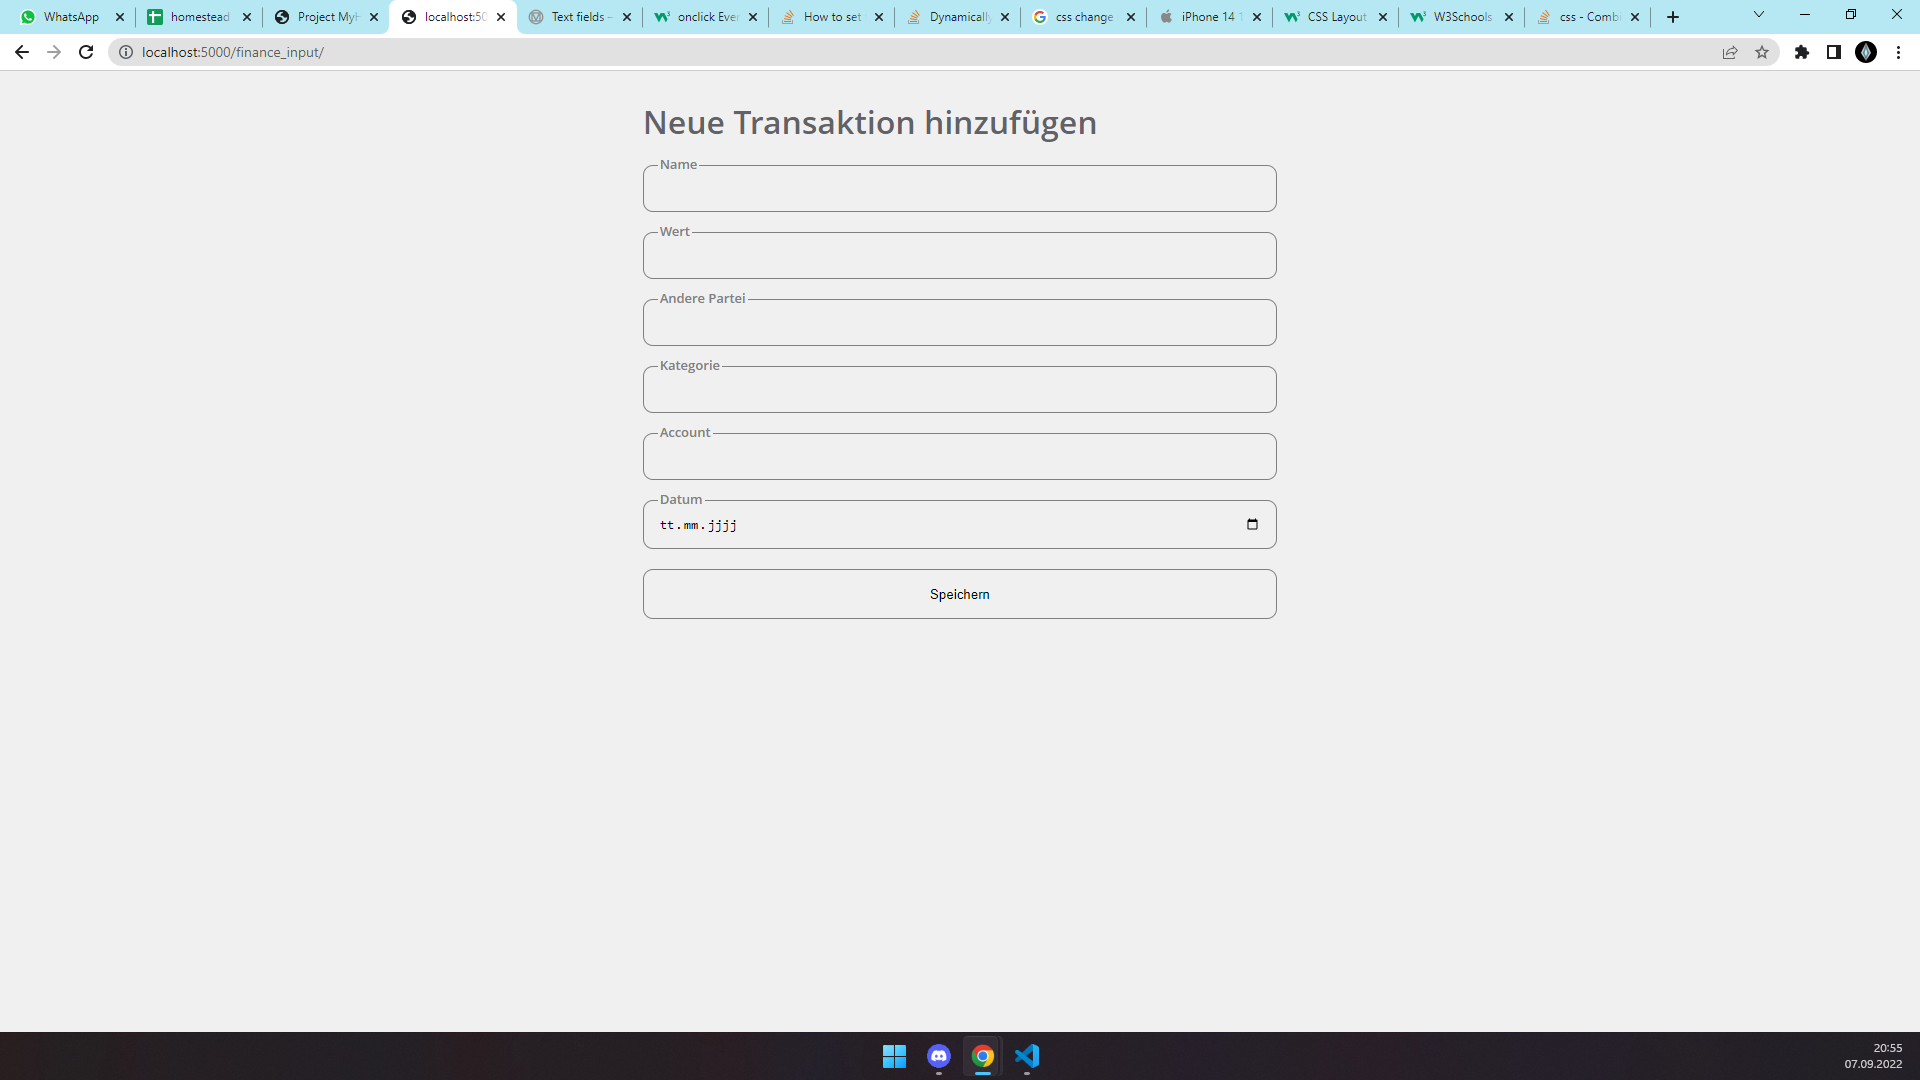 WhatsApp
homestead
Project MyH
localhost:50
Text fields –
onclick Ever
How to set
Dynamically
css change
iPhone 14
CSS Layout
W3Schools
css - Combi
localhost:5000/finance_input/
Neue Transaktion hinzufügen
Name
Wert
Andere Partei
Kategorie
Account
Datum
tt.mm.jjjj
Speichern
20:55
07.09.2022